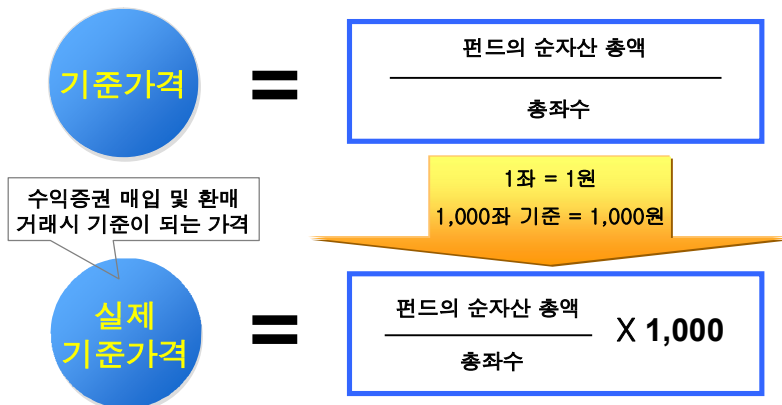 기준가격
=
펀드의 순자산 총액
총좌수
1좌 = 1원
1,000좌 기준 = 1,000원
수익증권 매입 및 환매
거래시 기준이 되는 가격
실제
기준가격
=
펀드의 순자산 총액
총좌수
X 1,000